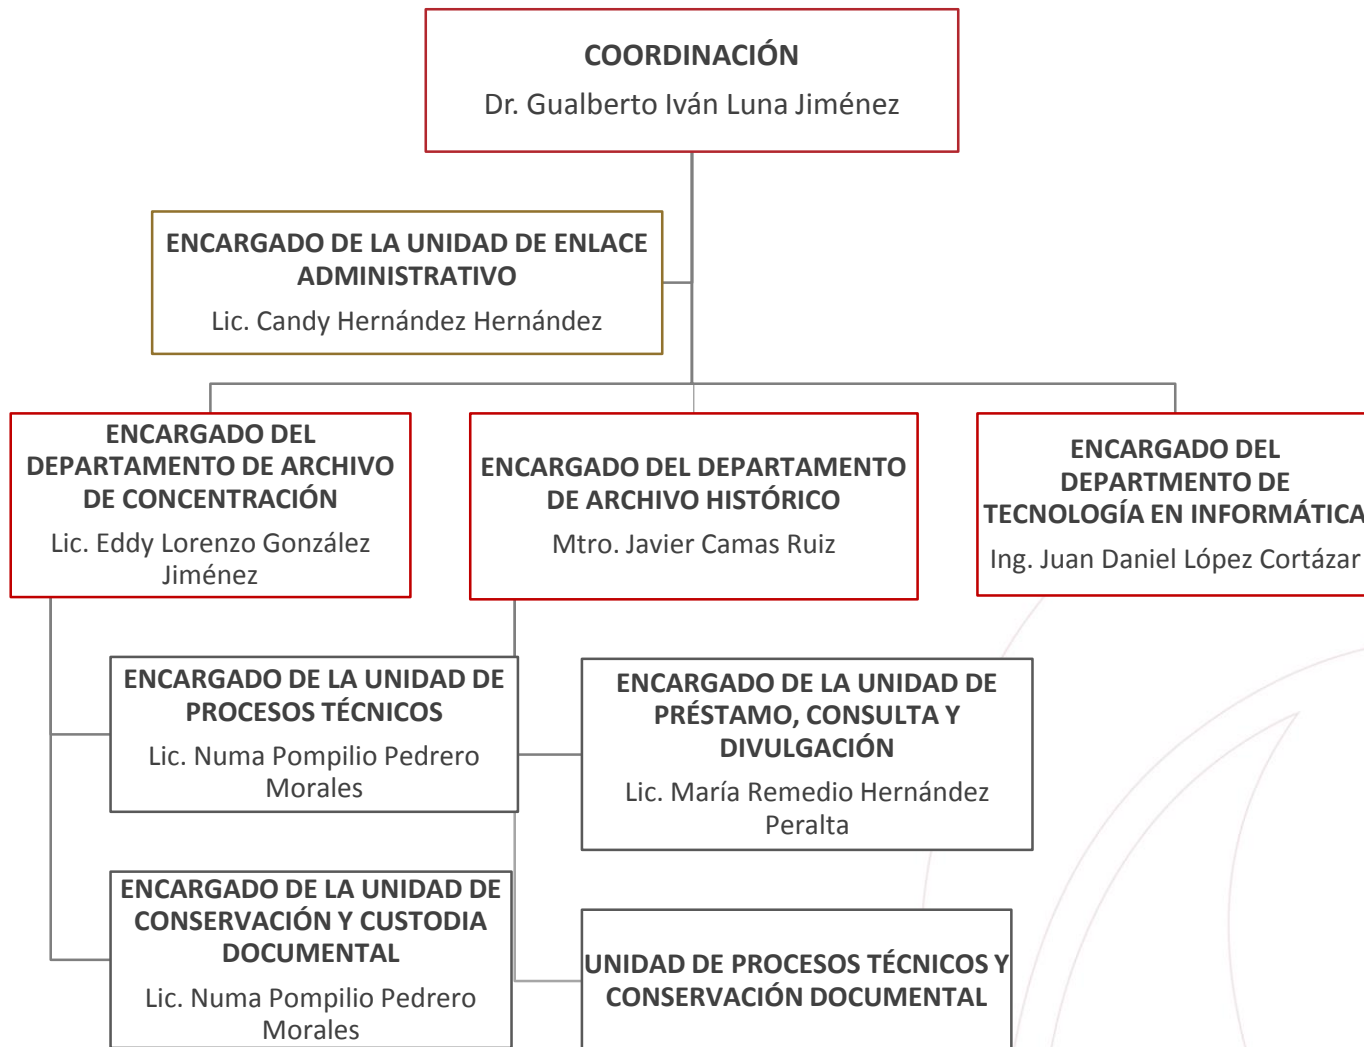 COORDINACIÓN
Dr. Gualberto Iván Luna Jiménez
ENCARGADO DE LA UNIDAD DE ENLACE
ADMINISTRATIVO
Lic. Candy Hernández Hernández
ENCARGADO DEL
DEPARTAMENTO DE ARCHIVO
DE CONCENTRACIÓN
Lic. Eddy Lorenzo González
Jiménez
ENCARGADO DEL DEPARTAMENTO
DE ARCHIVO HISTÓRICO
Mtro. Javier Camas Ruiz
ENCARGADO DEL
DEPARTMENTO DE
TECNOLOGÍA EN INFORMÁTICA
Ing. Juan Daniel López Cortázar
ENCARGADO DE LA UNIDAD DE
PROCESOS TÉCNICOS
Lic. Numa Pompilio Pedrero
Morales
ENCARGADO DE LA UNIDAD DE
PRÉSTAMO, CONSULTA Y
DIVULGACIÓN
Lic. María Remedio Hernández
Peralta
ENCARGADO DE LA UNIDAD DE
CONSERVACIÓN Y CUSTODIA
DOCUMENTAL
Lic. Numa Pompilio Pedrero
Morales
UNIDAD DE PROCESOS TÉCNICOS Y
CONSERVACIÓN DOCUMENTAL